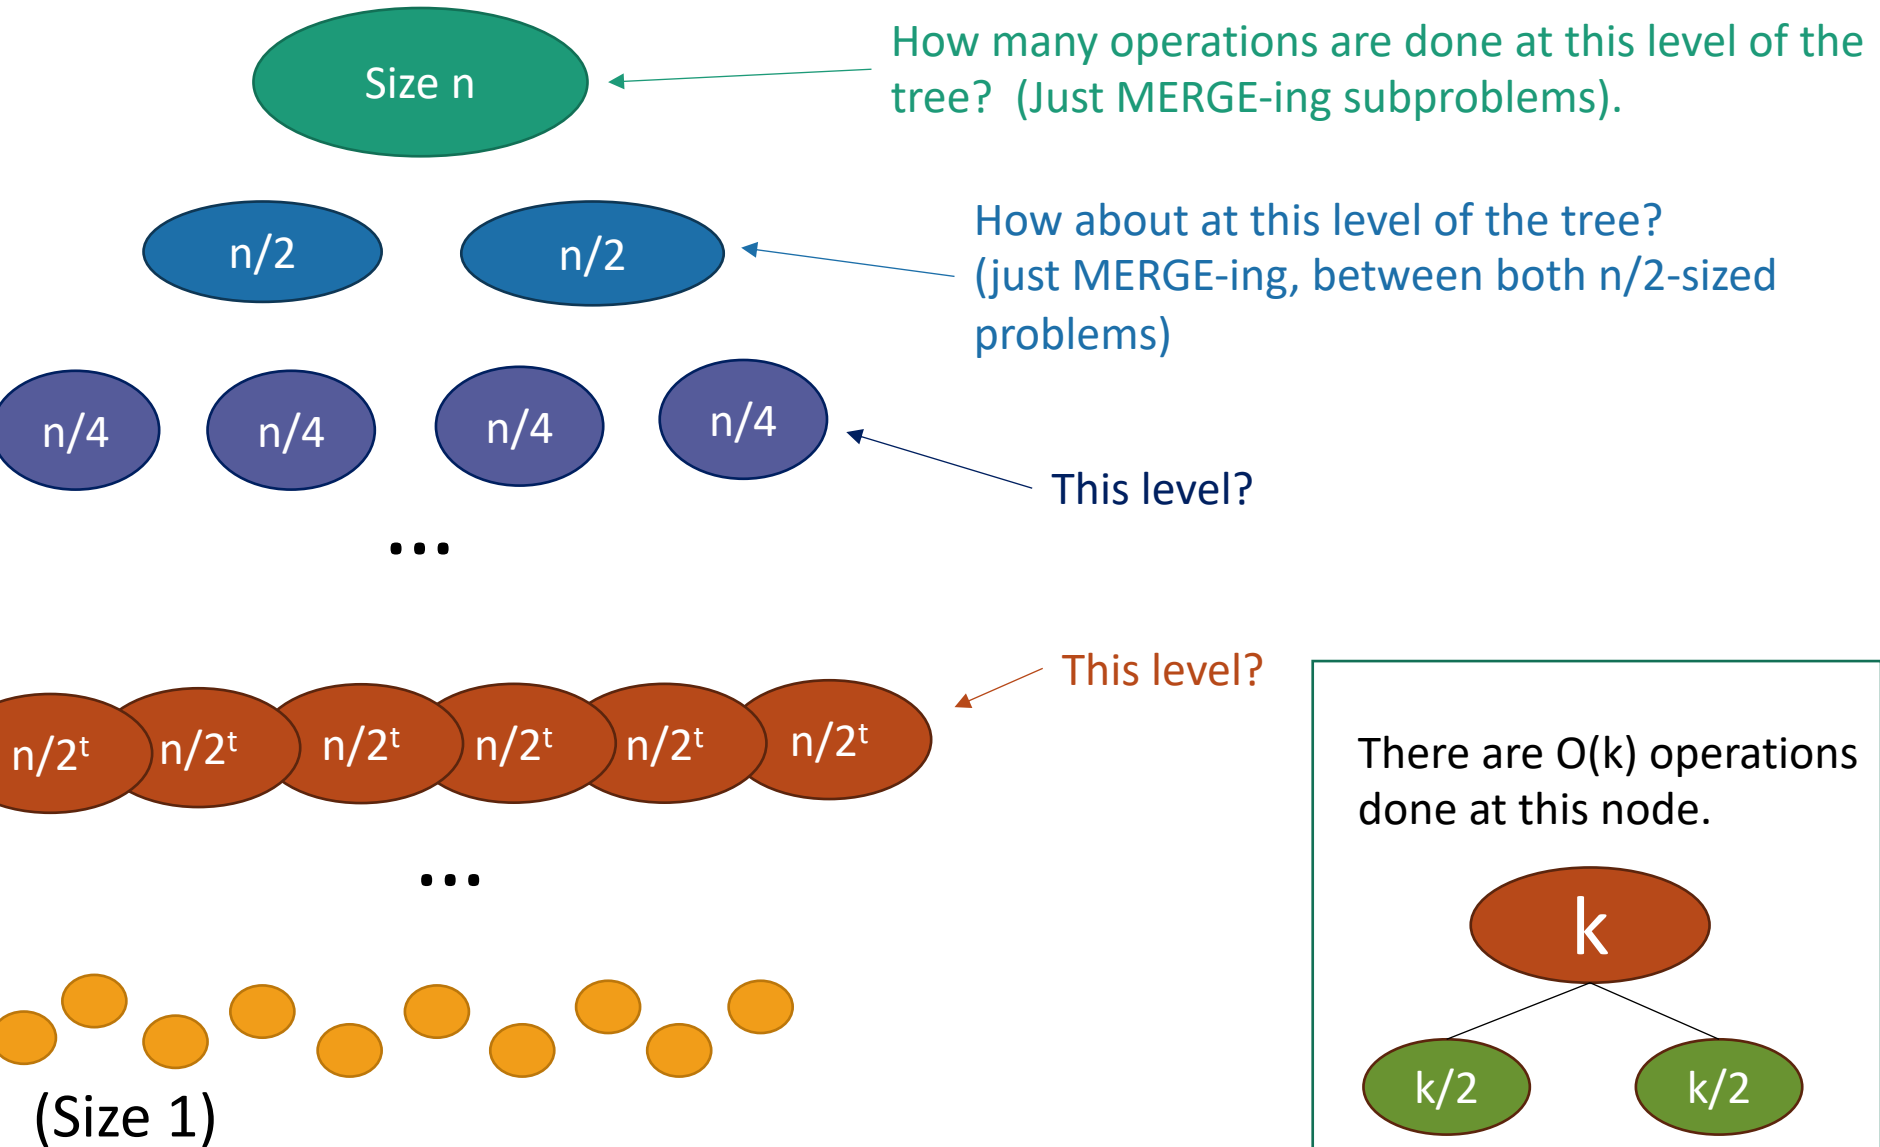 Size n
How many operations are done at this level of the
tree? (Just MERGE-ing subproblems).
n/2
n/2
How about at this level of the tree?
(just MERGE-ing, between both n/2-sized
problems)
n/4
n/4
n/4
n/4
This level?
...
This level?
n/2ᵗ
n/2ᵗ
n/2ᵗ
n/2ᵗ
n/2ᵗ
n/2ᵗ
...
(Size 1)
There are O(k) operations
done at this node.
k
k/2
k/2